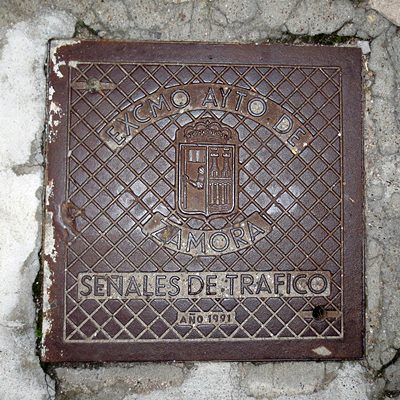 EXCMO AYTO DE
ZAMORA
SEÑALES DE TRAFICO
AÑO 1991